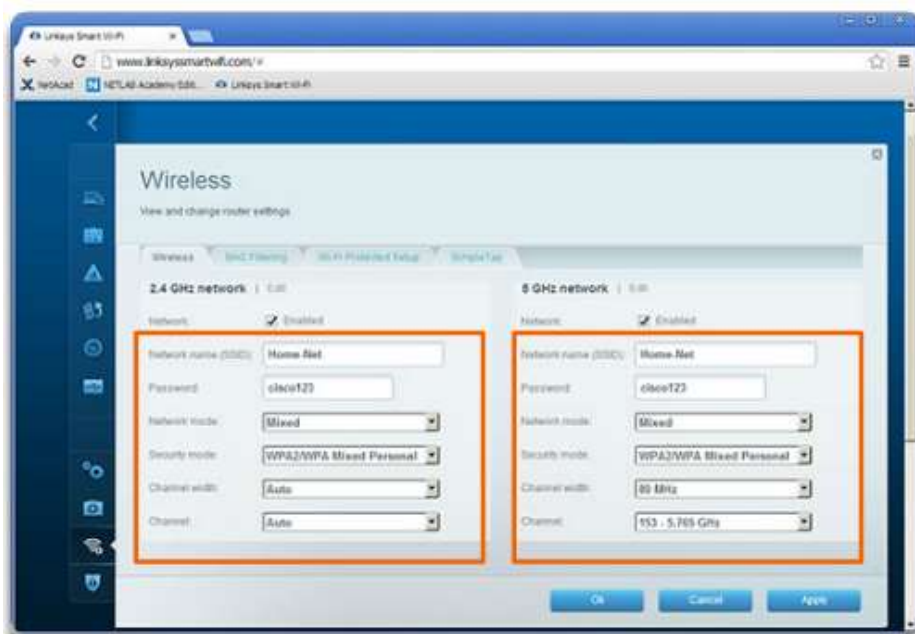 Linksys Smart Wi-Fi
www.linksyssmartwifi.com/#
NetAcad NETLAB Academy Edit... Linksys Smart Wi-Fi
Wireless
View and change router settings
Wireless MAC Filtering Wi-Fi Protected Setup SimpleTap
2.4 GHz network | Edit
Network: Enabled
Network name (SSID): Home-Net
Password: cisco123
Network mode: Mixed
Security mode: WPA2/WPA Mixed Personal
Channel width: Auto
Channel: Auto
5 GHz network | Edit
Network: Enabled
Network name (SSID): Home-Net
Password: cisco123
Network mode: Mixed
Security mode: WPA2/WPA Mixed Personal
Channel width: 80 MHz
Channel: 153 - 5.765 GHz
Ok Cancel Apply